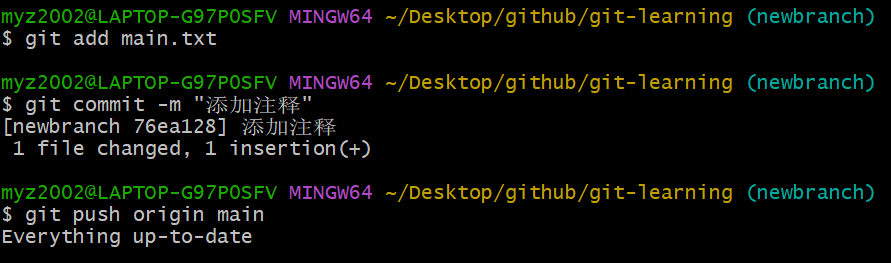 myz2002@LAPTOP-G97P0SFV MINGW64 ~/Desktop/github/git-learning (newbranch)
$ git add main.txt
myz2002@LAPTOP-G97P0SFV MINGW64 ~/Desktop/github/git-learning (newbranch)
$ git commit -m "添加注释"
[newbranch 76ea128] 添加注释
1 file changed, 1 insertion(+)
myz2002@LAPTOP-G97P0SFV MINGW64 ~/Desktop/github/git-learning (newbranch)
$ git push origin main
Everything up-to-date